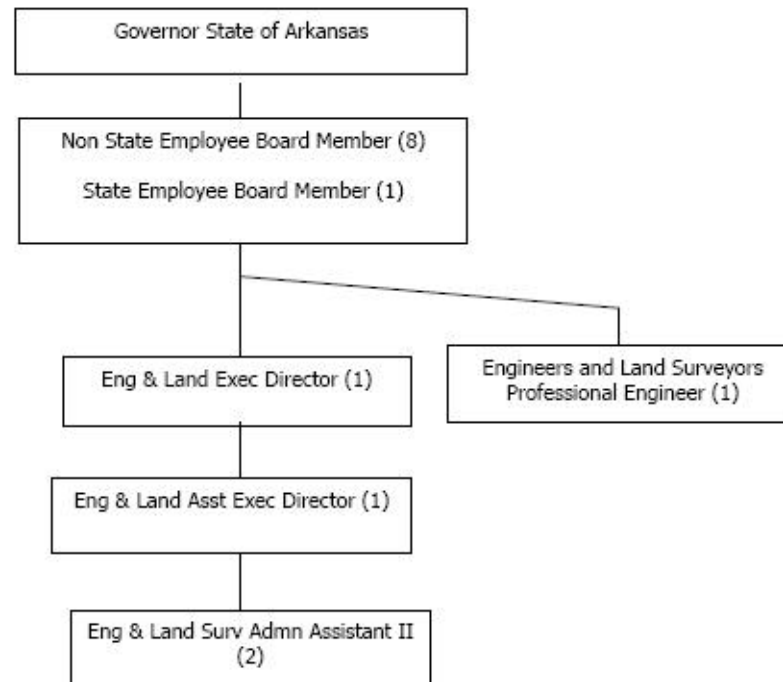 Governor State of Arkansas
Non State Employee Board Member (8)
State Employee Board Member (1)
Eng & Land Exec Director (1)
Engineers and Land Surveyors
Professional Engineer (1)
Eng & Land Asst Exec Director (1)
Eng & Land Surv Admn Assistant II
(2)